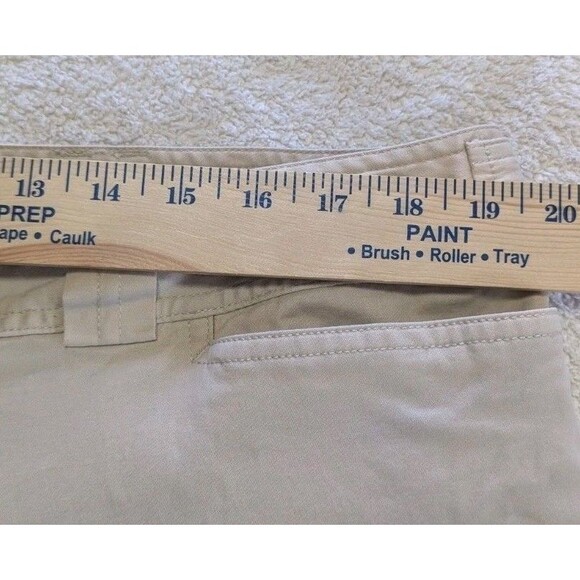 13 14 15 16 17 18 19 20
PREP PAINT
ape • Caulk • Brush • Roller • Tray